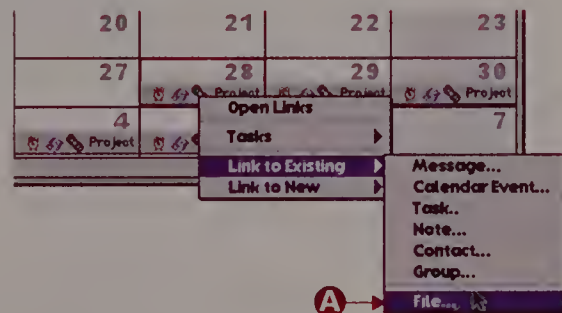 20 21 22 23
27 28 29 30
Project Project Project
Open Links
4 7
Project
Tasks
Link to Existing
Link to New
Message...
Calendar Event...
Task..
Note...
Contact...
Group...
A File...